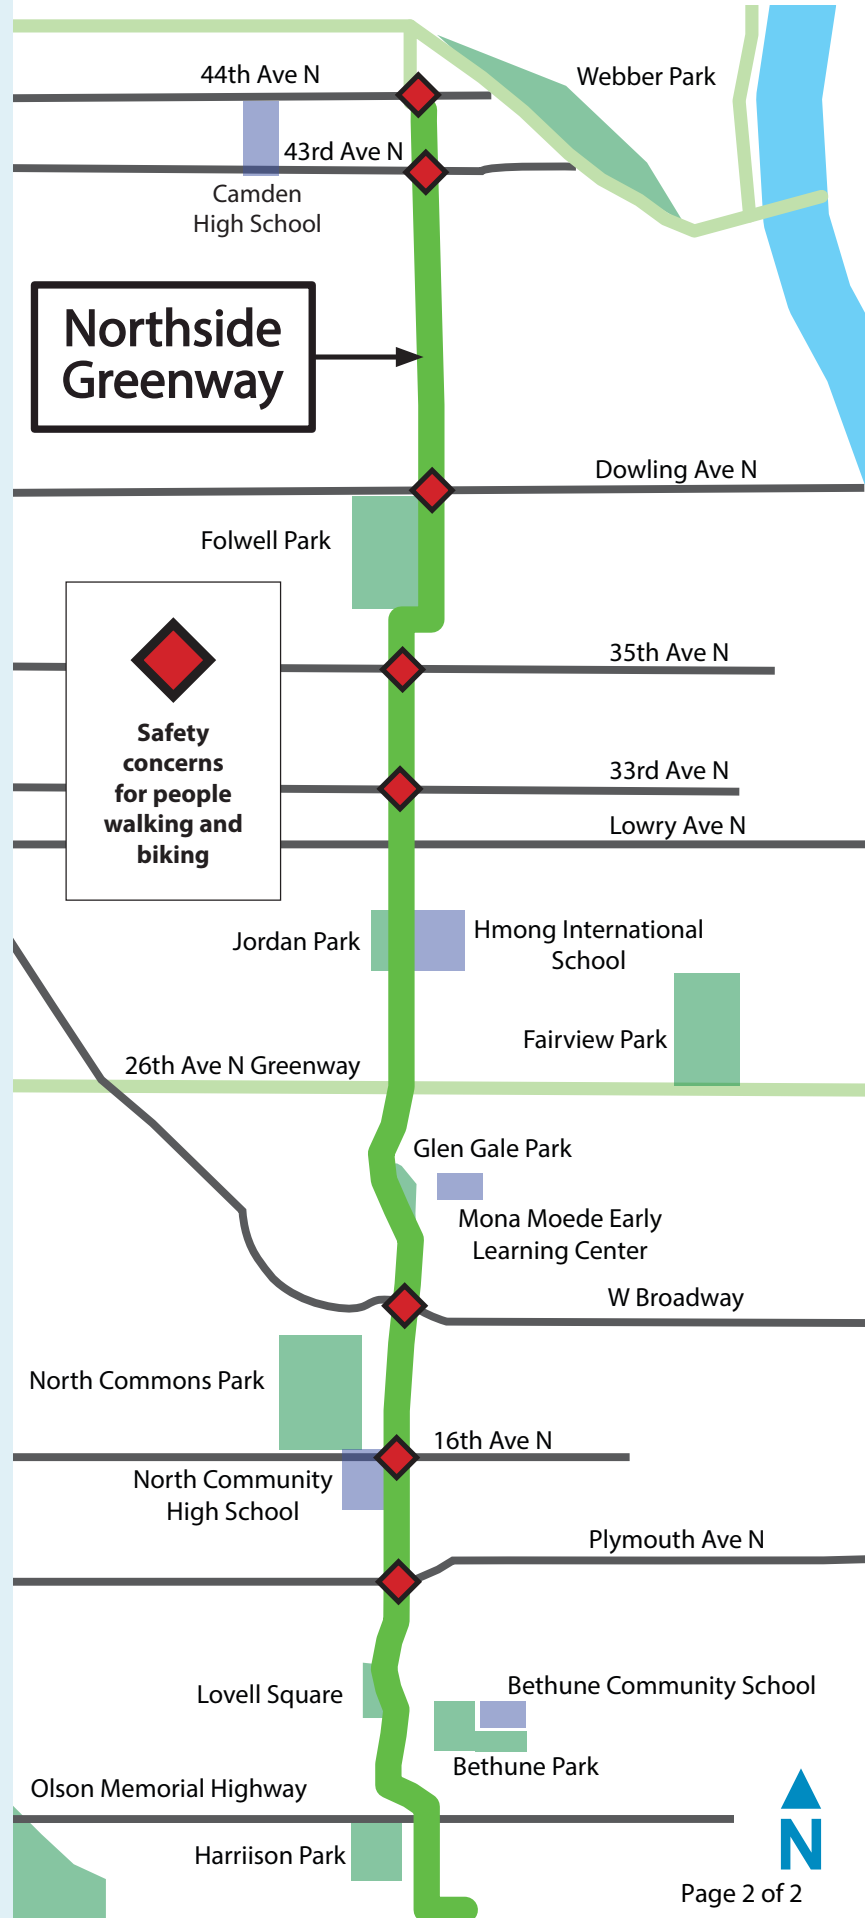 44th Ave N
Webber Park
43rd Ave N
Camden
High School
Northside
Greenway
Dowling Ave N
Folwell Park
35th Ave N
Safety
concerns
for people
walking and
biking
33rd Ave N
Lowry Ave N
Jordan Park
Hmong International
School
Fairview Park
26th Ave N Greenway
Glen Gale Park
Mona Moede Early
Learning Center
W Broadway
North Commons Park
16th Ave N
North Community
High School
Plymouth Ave N
Lovell Square
Bethune Community School
Bethune Park
Olson Memorial Highway
Harriison Park
N
Page 2 of 2